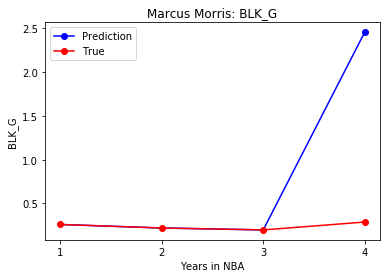 Marcus Morris: BLK_G
Prediction
True
2.5
2.0
1.5
1.0
0.5
BLK_G
1 2 3 4
Years in NBA